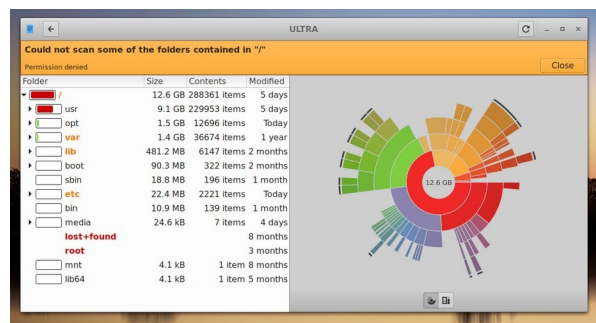 ULTRA
Could not scan some of the folders contained in "/"
Permission denied
Close
Folder Size Contents Modified
/ 12.6 GB 288361 items 5 days
usr 9.1 GB 229953 items 5 days
opt 1.5 GB 12696 items Today
var 1.4 GB 36674 items 1 year
lib 481.2 MB 6147 items 2 months
boot 90.3 MB 322 items 2 months
sbin 18.8 MB 196 items 1 month
etc 22.4 MB 2221 items Today
bin 10.9 MB 139 items 1 month
media 24.6 kB 7 items 4 days
lost+found 8 months
root 3 months
mnt 4.1 kB 1 item 8 months
lib64 4.1 kB 1 item 5 months
12.6 GB